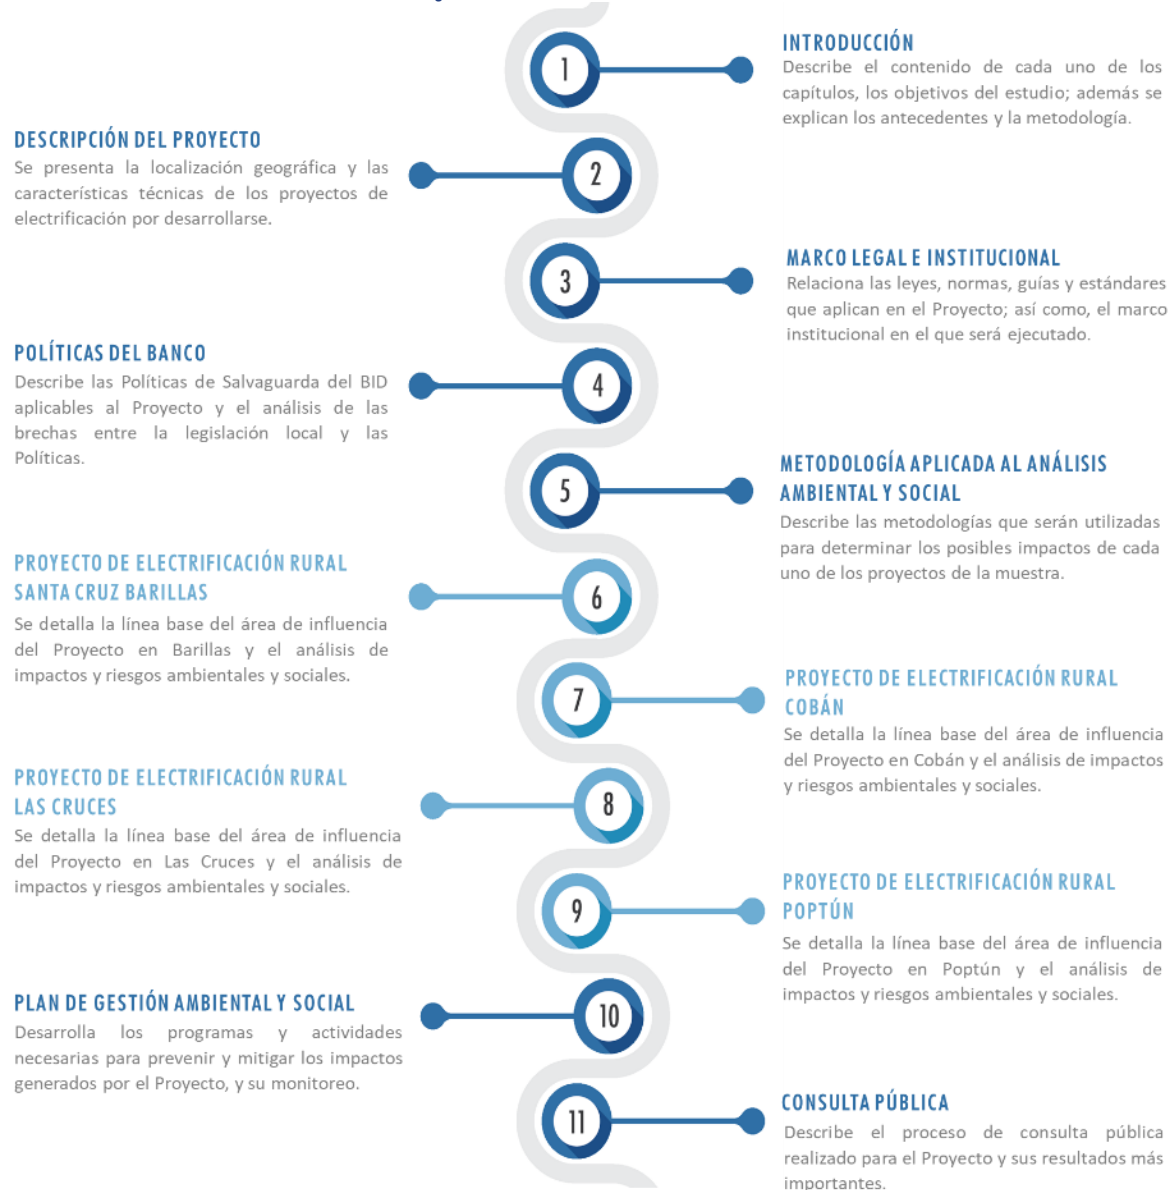 1
INTRODUCCIÓN
Describe el contenido de cada uno de los
capítulos, los objetivos del estudio; además se
explican los antecedentes y la metodología.
DESCRIPCIÓN DEL PROYECTO
Se presenta la localización geográfica y las
características técnicas de los proyectos de
electrificación por desarrollarse.
2
3
MARCO LEGAL E INSTITUCIONAL
Relaciona las leyes, normas, guías y estándares
que aplican en el Proyecto; así como, el marco
institucional en el que será ejecutado.
POLÍTICAS DEL BANCO
Describe las Políticas de Salvaguarda del BID
aplicables al Proyecto y el análisis de las
brechas entre la legislación local y las
Políticas.
4
5
METODOLOGÍA APLICADA AL ANÁLISIS
AMBIENTAL Y SOCIAL
Describe las metodologías que serán utilizadas
para determinar los posibles impactos de cada
uno de los proyectos de la muestra.
PROYECTO DE ELECTRIFICACIÓN RURAL
SANTA CRUZ BARILLAS
Se detalla la línea base del área de influencia
del Proyecto en Barillas y el análisis de
impactos y riesgos ambientales y sociales.
6
7
PROYECTO DE ELECTRIFICACIÓN RURAL
COBÁN
Se detalla la línea base del área de influencia
del Proyecto en Cobán y el análisis de impactos
y riesgos ambientales y sociales.
PROYECTO DE ELECTRIFICACIÓN RURAL
LAS CRUCES
Se detalla la línea base del área de influencia
del Proyecto en Las Cruces y el análisis de
impactos y riesgos ambientales y sociales.
8
9
PROYECTO DE ELECTRIFICACIÓN RURAL
POPTÚN
Se detalla la línea base del área de influencia
del Proyecto en Poptún y el análisis de
impactos y riesgos ambientales y sociales.
PLAN DE GESTIÓN AMBIENTAL Y SOCIAL
Desarrolla los programas y actividades
necesarias para prevenir y mitigar los impactos
generados por el Proyecto, y su monitoreo.
10
11
CONSULTA PÚBLICA
Describe el proceso de consulta pública
realizado para el Proyecto y sus resultados más
importantes.